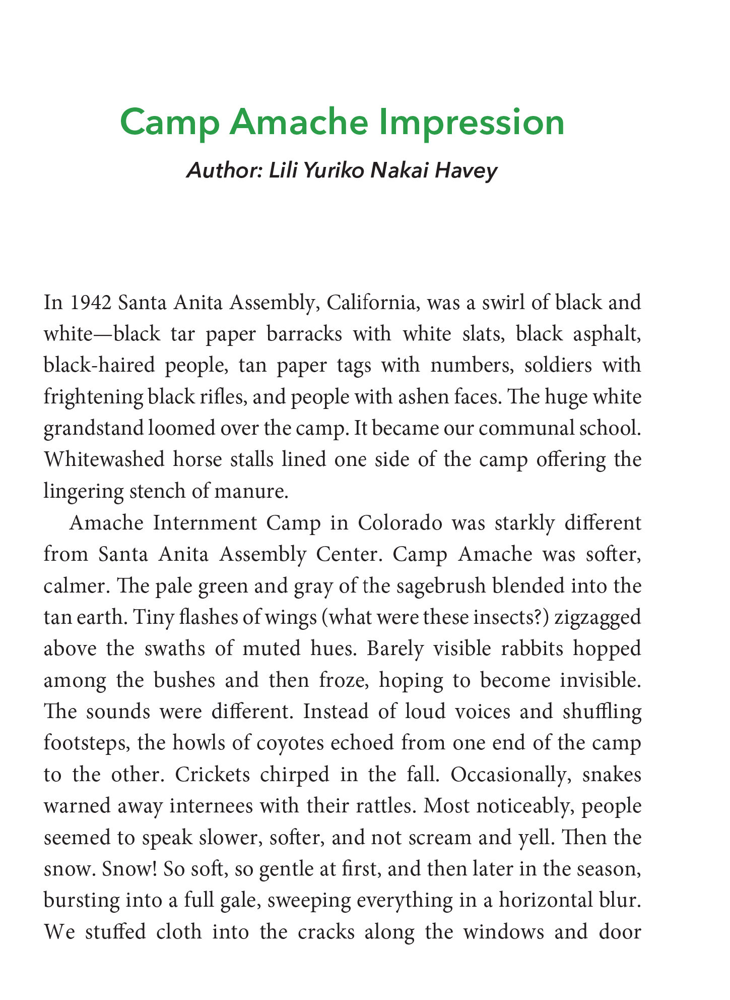 Camp Amache Impression
Author: Lili Yuriko Nakai Havey
In 1942 Santa Anita Assembly, California, was a swirl of black and
white—black tar paper barracks with white slats, black asphalt,
black-haired people, tan paper tags with numbers, soldiers with
frightening black rifles, and people with ashen faces. The huge white
grandstand loomed over the camp. It became our communal school.
Whitewashed horse stalls lined one side of the camp offering the
lingering stench of manure.
Amache Internment Camp in Colorado was starkly different
from Santa Anita Assembly Center. Camp Amache was softer,
calmer. The pale green and gray of the sagebrush blended into the
tan earth. Tiny flashes of wings (what were these insects?) zigzagged
above the swaths of muted hues. Barely visible rabbits hopped
among the bushes and then froze, hoping to become invisible.
The sounds were different. Instead of loud voices and shuffling
footsteps, the howls of coyotes echoed from one end of the camp
to the other. Crickets chirped in the fall. Occasionally, snakes
warned away internees with their rattles. Most noticeably, people
seemed to speak slower, softer, and not scream and yell. Then the
snow. Snow! So soft, so gentle at first, and then later in the season,
bursting into a full gale, sweeping everything in a horizontal blur.
We stuffed cloth into the cracks along the windows and door